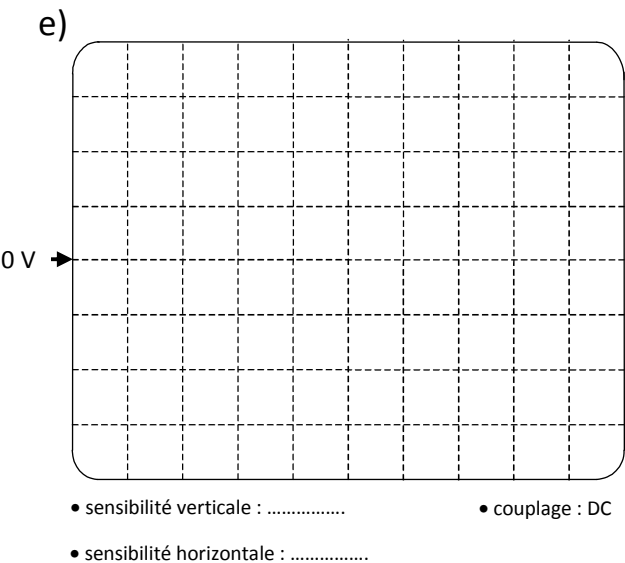 e)
0 V
• sensibilité verticale : ................ • couplage : DC
• sensibilité horizontale : ................